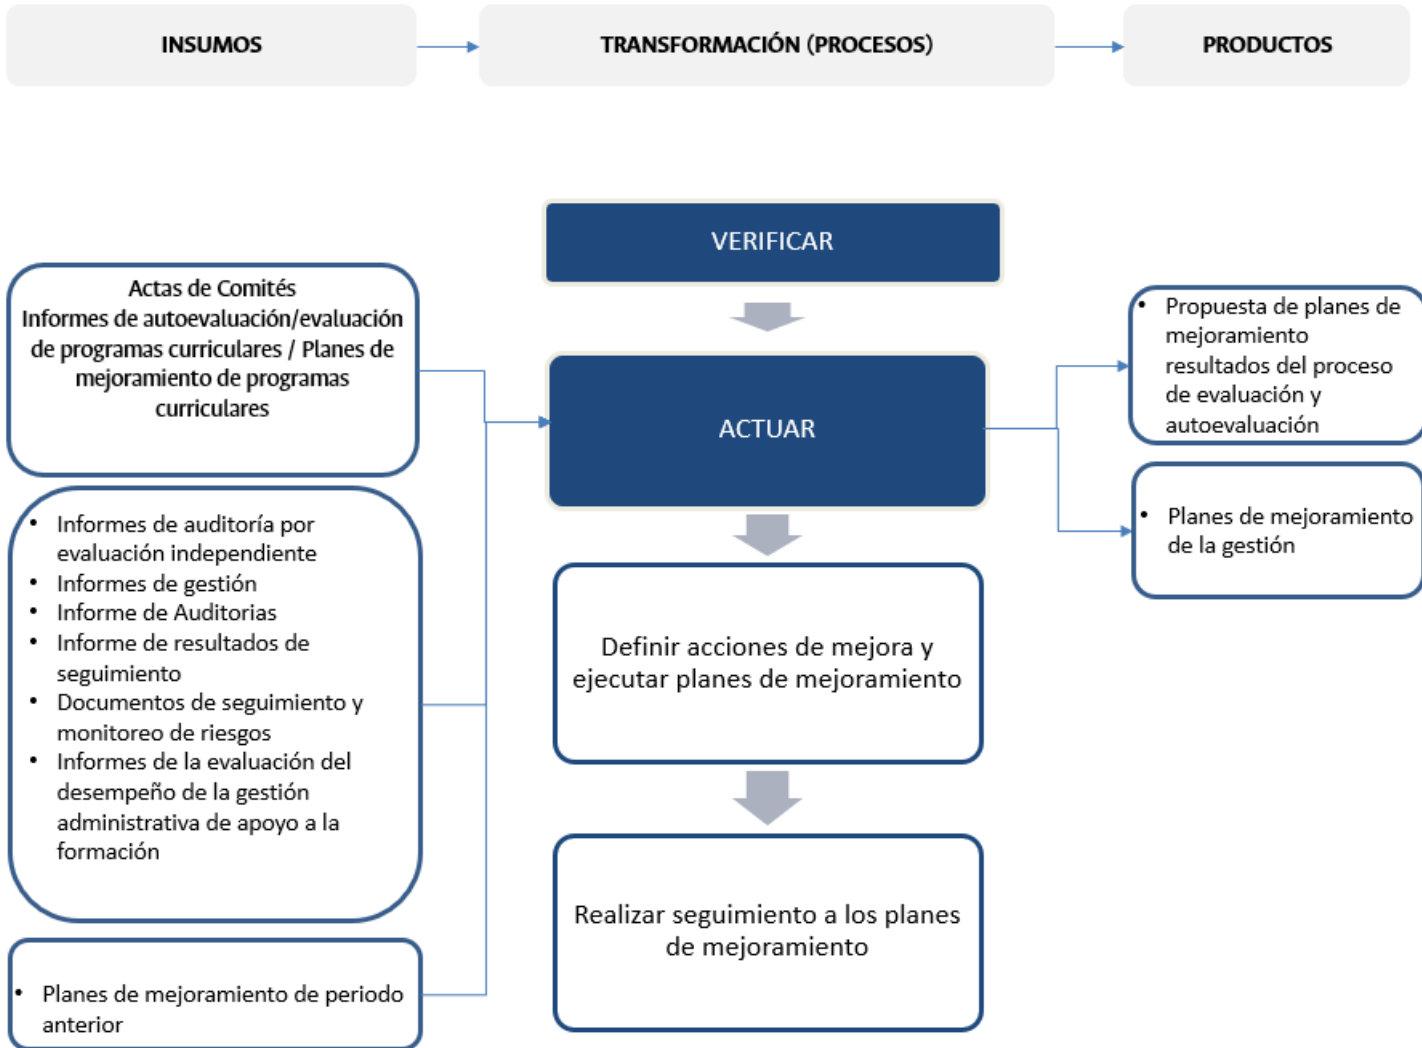 INSUMOS
TRANSFORMACIÓN (PROCESOS)
PRODUCTOS
Actas de Comités
Informes de autoevaluación/evaluación
de programas curriculares / Planes de
mejoramiento de programas
curriculares
• Informes de auditoría por
evaluación independiente
• Informes de gestión
• Informe de Auditorias
• Informe de resultados de
seguimiento
• Documentos de seguimiento y
monitoreo de riesgos
• Informes de la evaluación del
desempeño de la gestión
administrativa de apoyo a la
formación
• Planes de mejoramiento de periodo
anterior
VERIFICAR
ACTUAR
Definir acciones de mejora y
ejecutar planes de mejoramiento
Realizar seguimiento a los planes
de mejoramiento
• Propuesta de planes de
mejoramiento
resultados del proceso
de evaluación y
autoevaluación
• Planes de mejoramiento
de la gestión